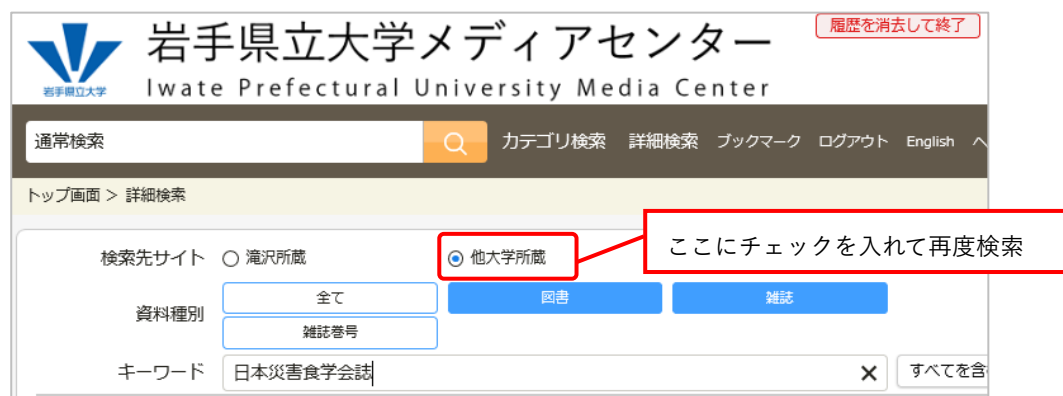 岩手県立大学
岩手県立大学メディアセンター
Iwate Prefectural University Media Center
履歴を消去して終了
通常検索
カテゴリ検索 詳細検索 ブックマーク ログアウト English ヘ
トップ画面 > 詳細検索
検索先サイト 滝沢所蔵 他大学所蔵
ここにチェックを入れて再度検索
資料種別 全て 図書 雑誌
雑誌巻号
キーワード 日本災害食学会誌 すべてを含